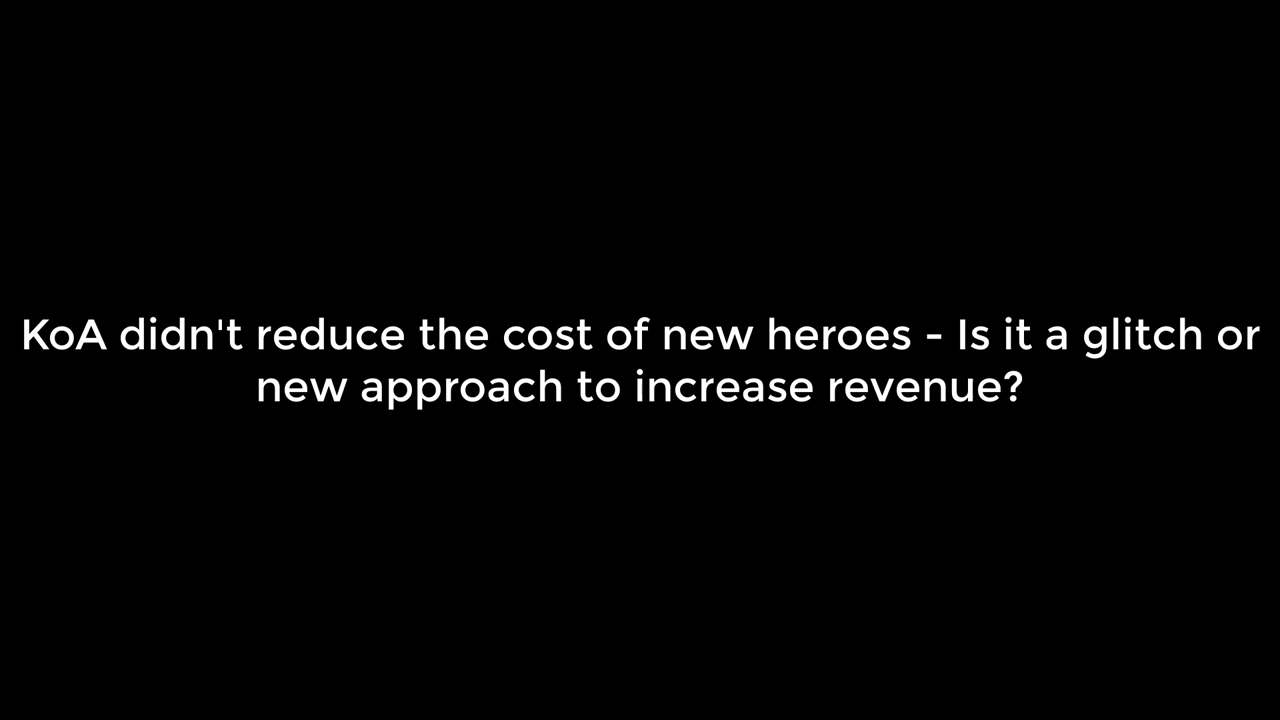 KoA didn't reduce the cost of new heroes - Is it a glitch or
new approach to increase revenue?